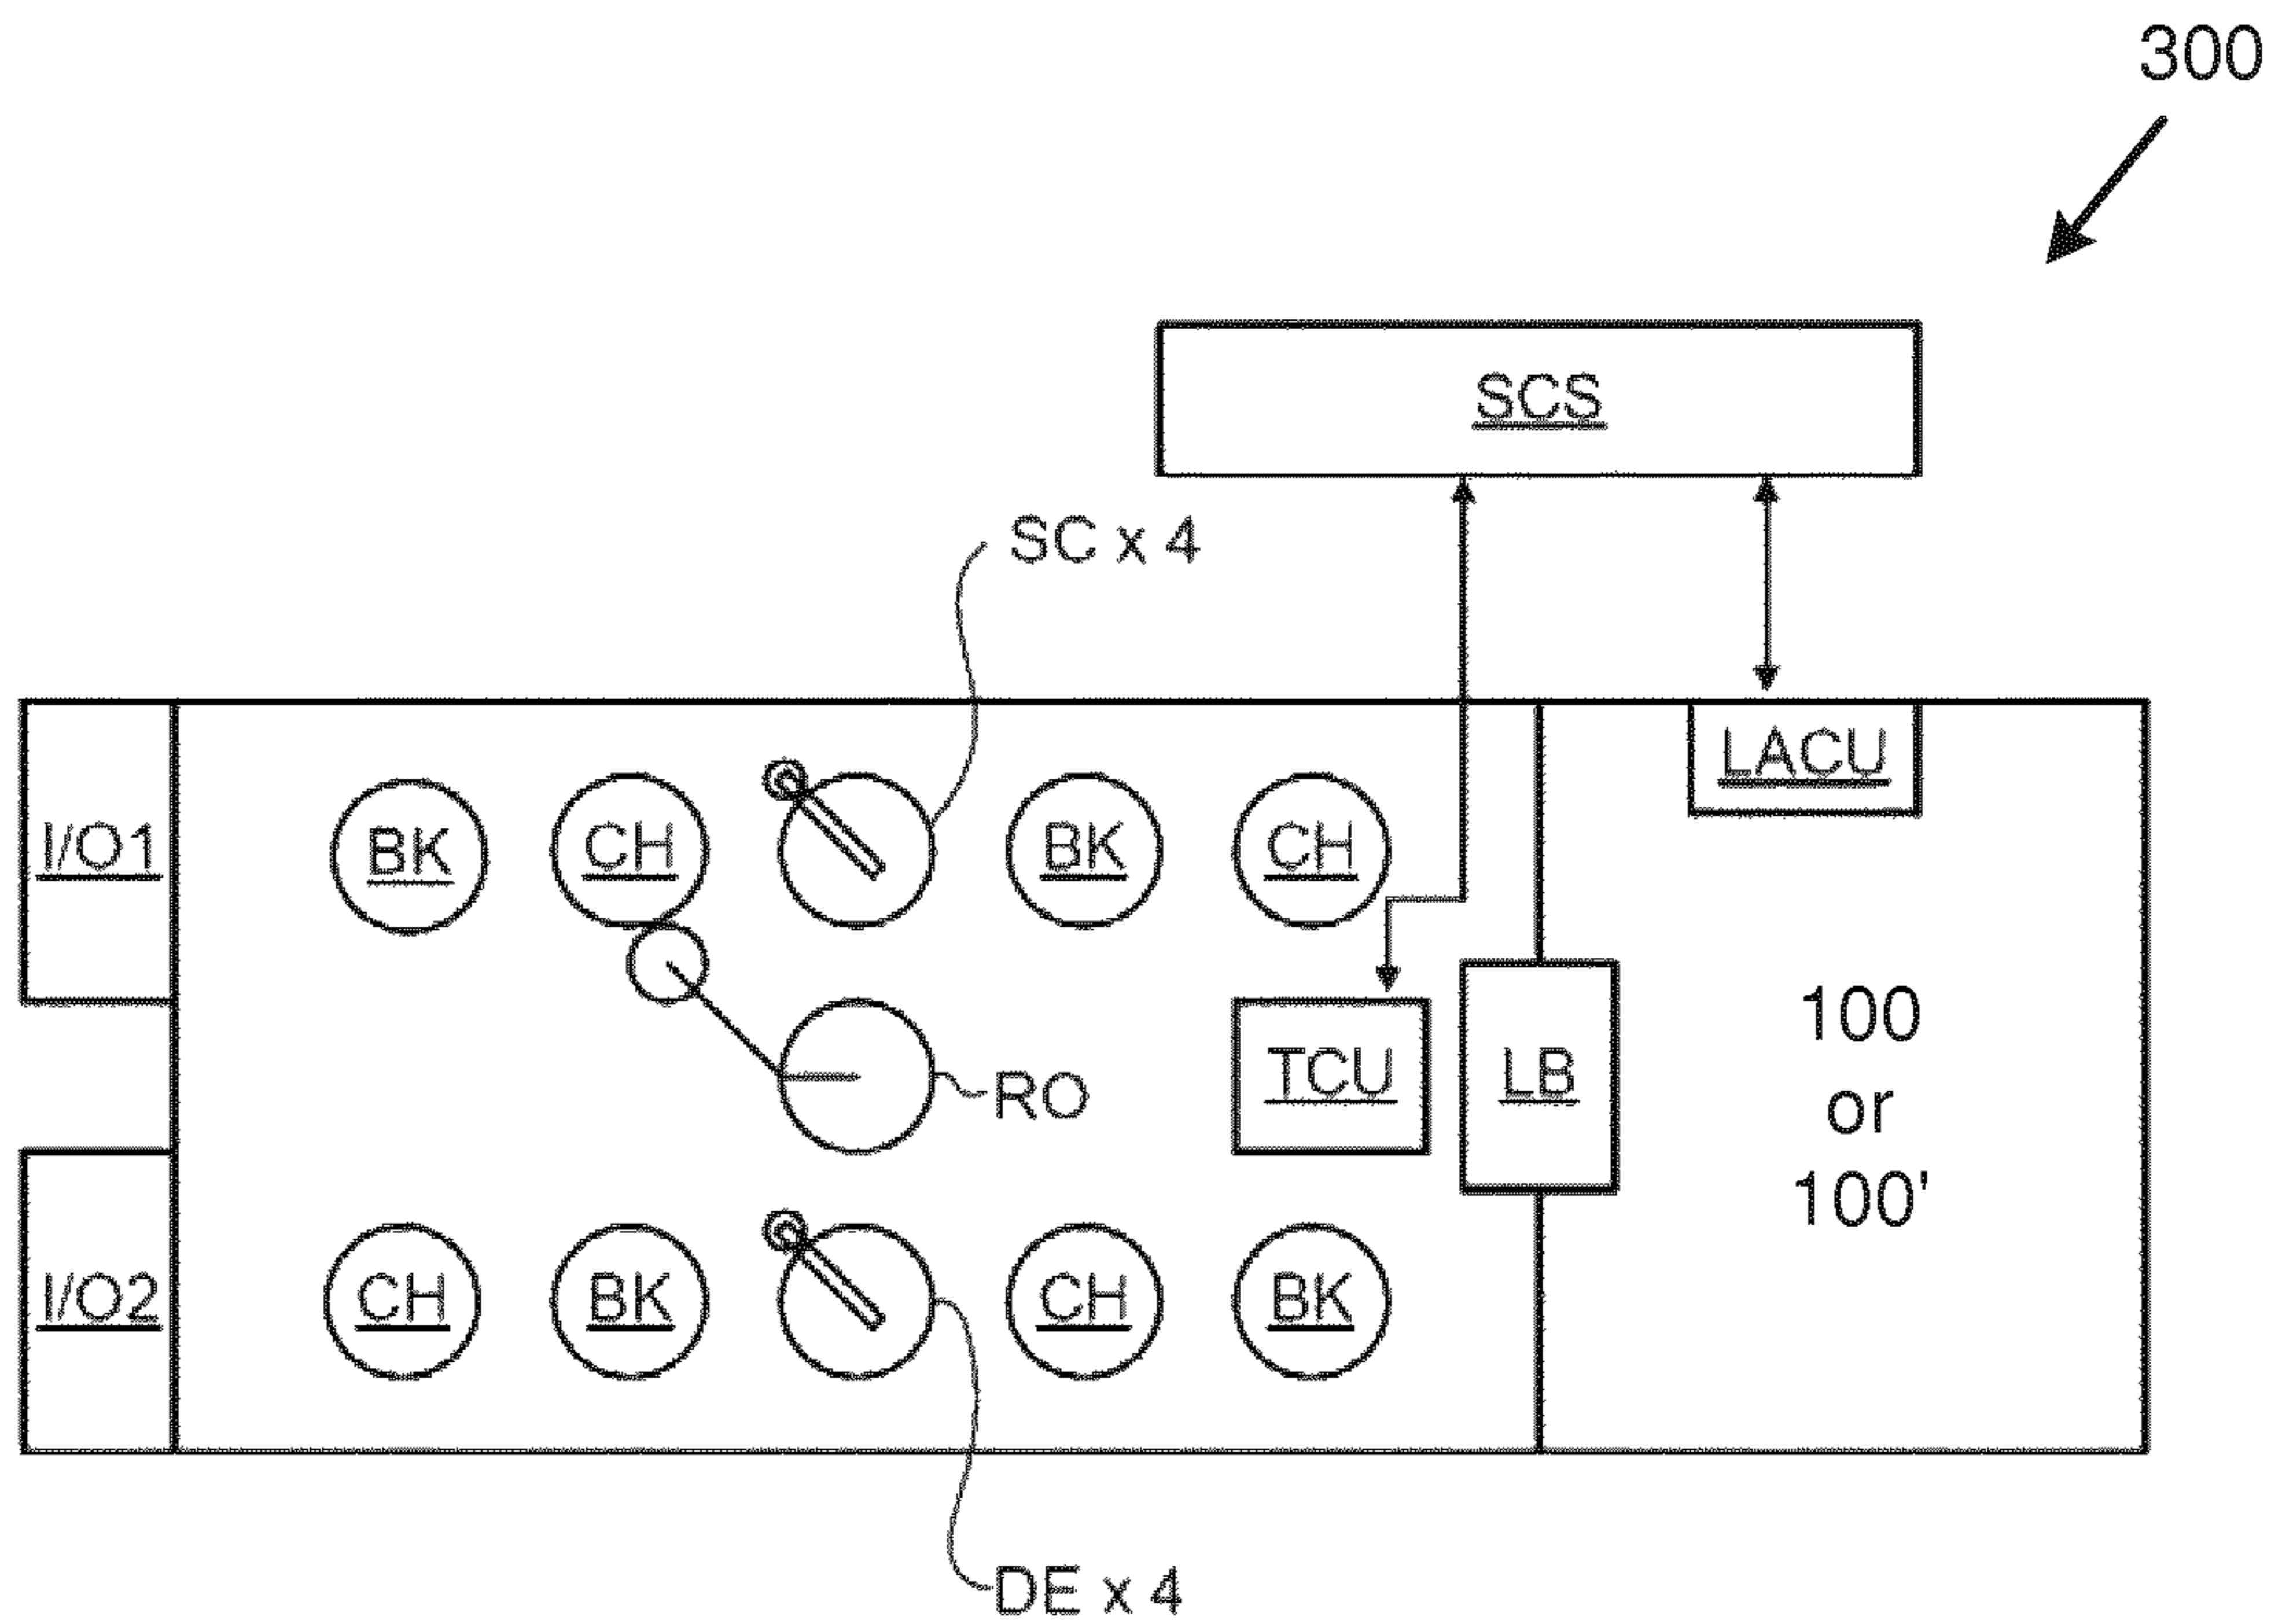 300
SCS
SC x 4
LACU
I/O1
BK
CH
BK
CH
100
or
100'
TCU
LB
RO
I/O2
CH
BK
CH
BK
DE x 4